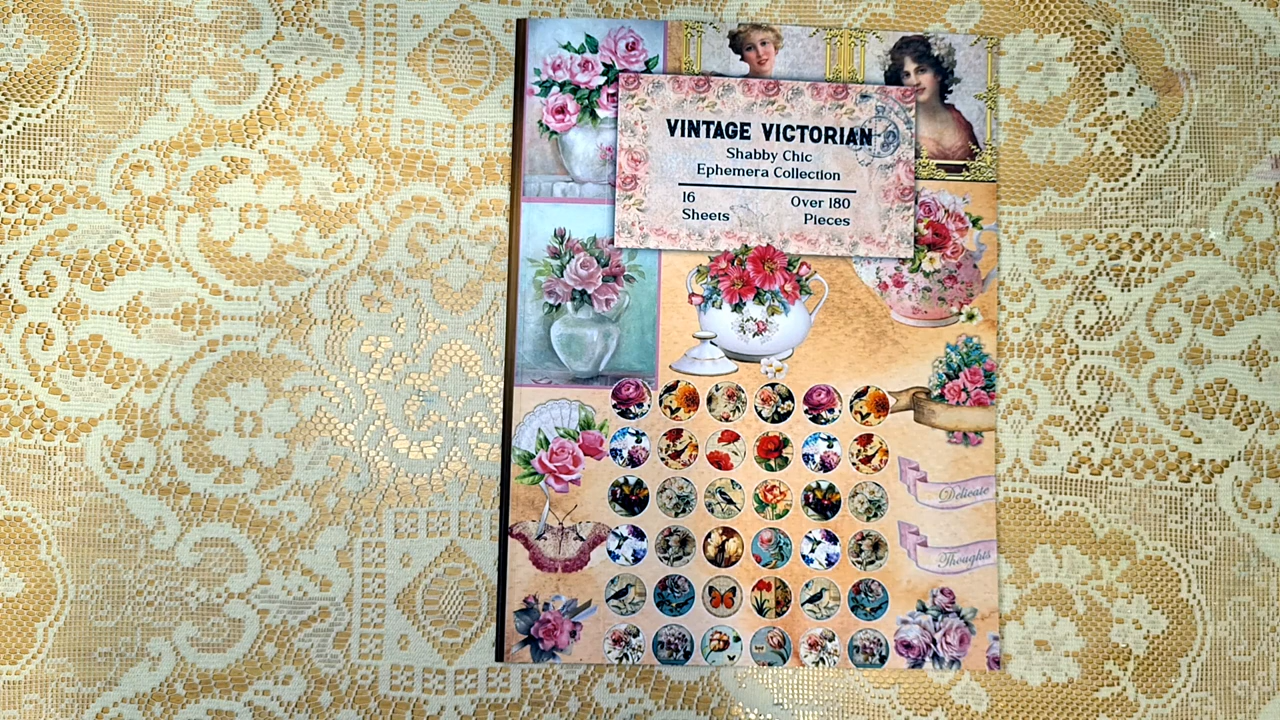 VINTAGE VICTORIAN
Shabby Chic
Ephemera Collection
16
Sheets
Over 180
Pieces
Delicate
Thoughts